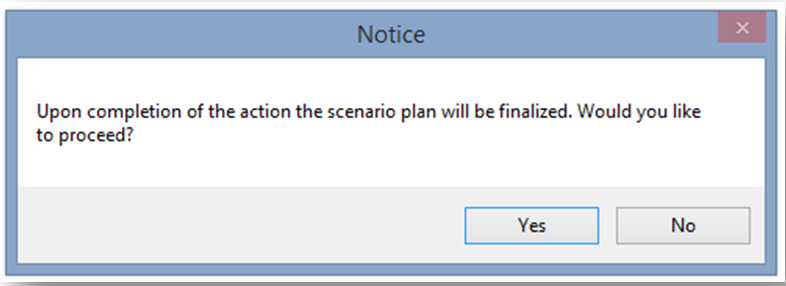 Notice
Upon completion of the action the scenario plan will be finalized. Would you like
to proceed?
Yes
No